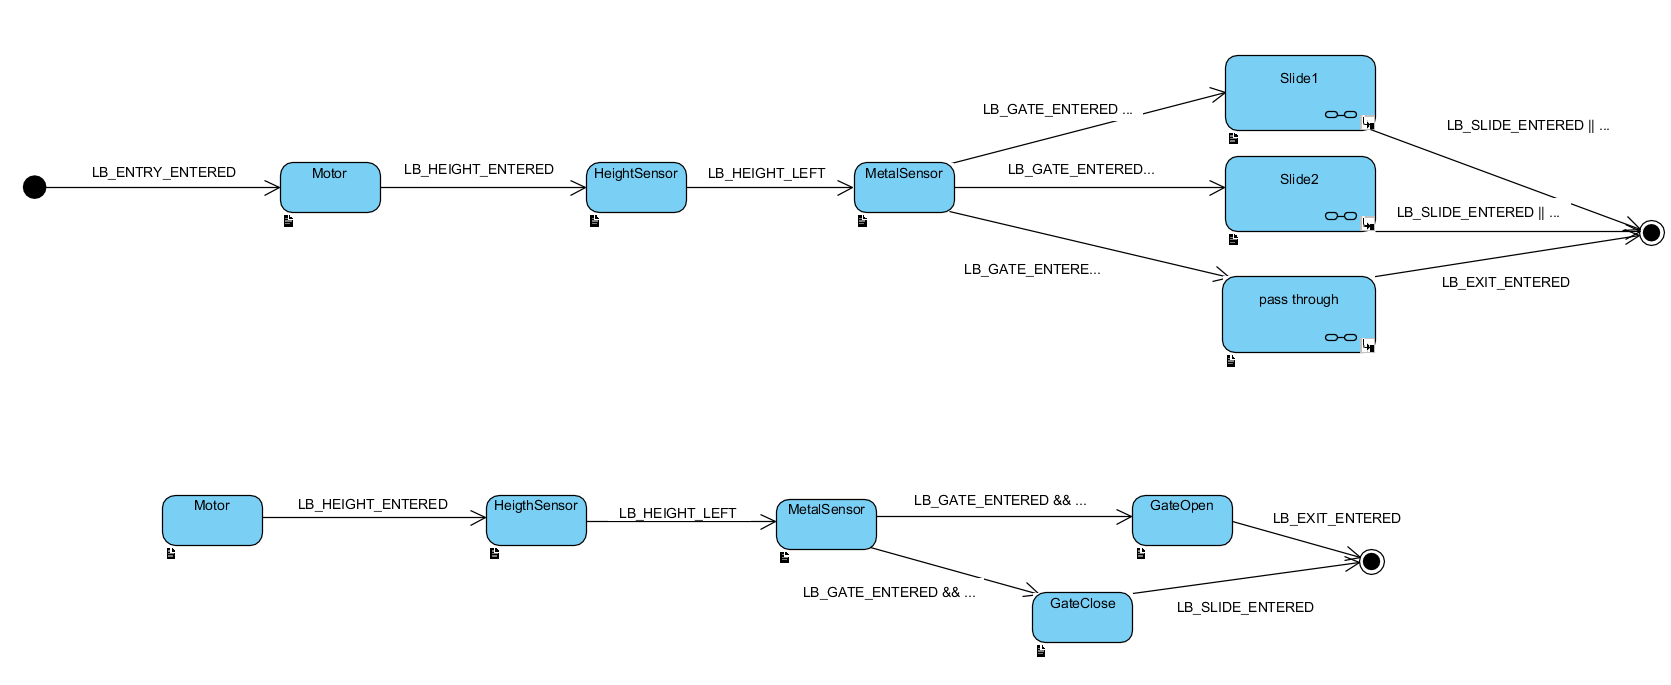 Slide1
LB_GATE_ENTERED ...
LB_SLIDE_ENTERED || ...
LB_ENTRY_ENTERED
Motor
LB_HEIGHT_ENTERED
HeightSensor
LB_HEIGHT_LEFT
MetalSensor
LB_GATE_ENTERED...
Slide2
LB_SLIDE_ENTERED || ...
LB_GATE_ENTERE...
pass through
LB_EXIT_ENTERED
Motor
LB_HEIGHT_ENTERED
HeigthSensor
LB_HEIGHT_LEFT
MetalSensor
LB_GATE_ENTERED && ...
GateOpen
LB_EXIT_ENTERED
LB_GATE_ENTERED && ...
GateClose
LB_SLIDE_ENTERED